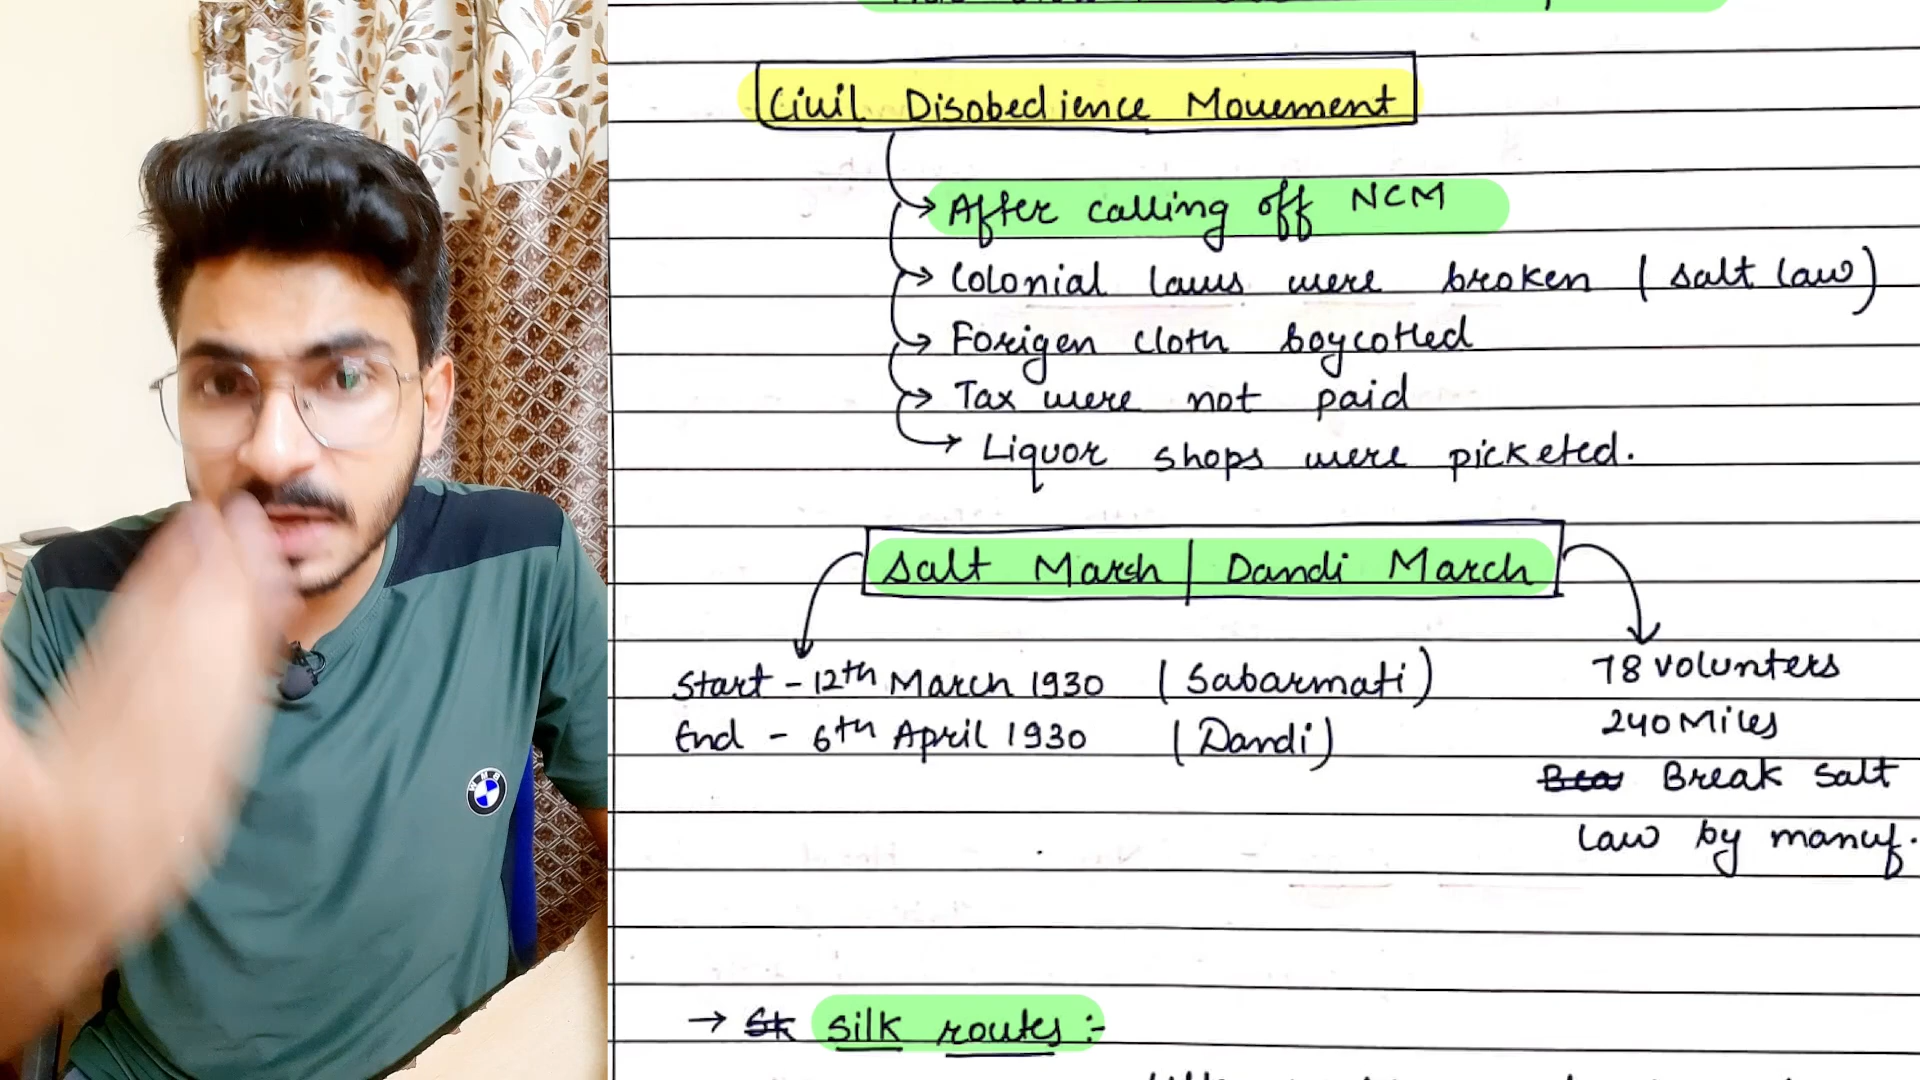 Civil Disobedience Movement
→ After calling off NCM
→ Colonial laws were broken (salt law)
→ Forigen cloth boycotted
→ Tax were not paid
→ Liquor shops were picketed.
Salt Marsh | Dandi March
Start - 12th March 1930 (Sabarmati)
End - 6th April 1930 (Dandi)
78 volunters
240 Miles
Break Salt
law by manuf.
→ silk routes :-
BMW